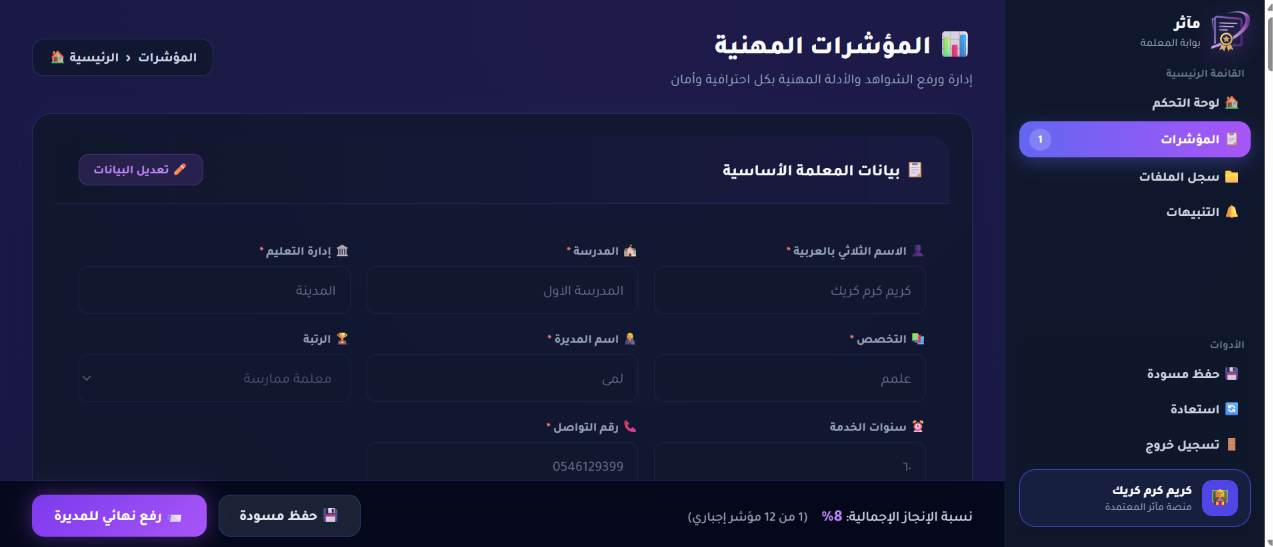 مآثر
بوابة المعلمة
القائمة الرئيسية
لوحة التحكم
المؤشرات
1
سجل الملفات
التنبيهات
الأدوات
حفظ مسودة
استعادة
تسجيل خروج
كريم كرم كريك
منصة مآثر المعتمدة
المؤشرات المهنية
إدارة ورفع الشواهد والأدلة المهنية بكل احترافية وأمان
المؤشرات ‹ الرئيسية
بيانات المعلمة الأساسية
تعديل البيانات
الاسم الثلاثي بالعربية *
كريم كرم كريك
المدرسة *
المدرسة الاول
إدارة التعليم *
المدينة
التخصص *
علمم
اسم المديرة *
لمى
الرتبة
معلمة ممارسة
سنوات الخدمة
٦٠
رقم التواصل *
0546129399
نسبة الإنجاز الإجمالية: 8% (1 من 12 مؤشر إجباري)
حفظ مسودة
رفع نهائي للمديرة